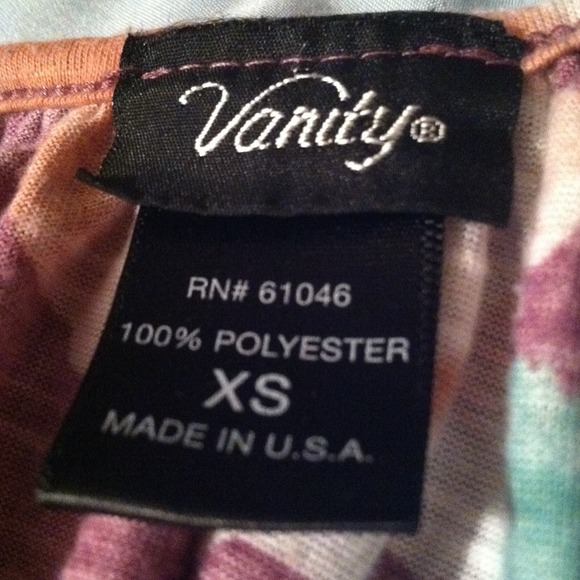 Vanity®
RN# 61046
100% POLYESTER
XS
MADE IN U.S.A.